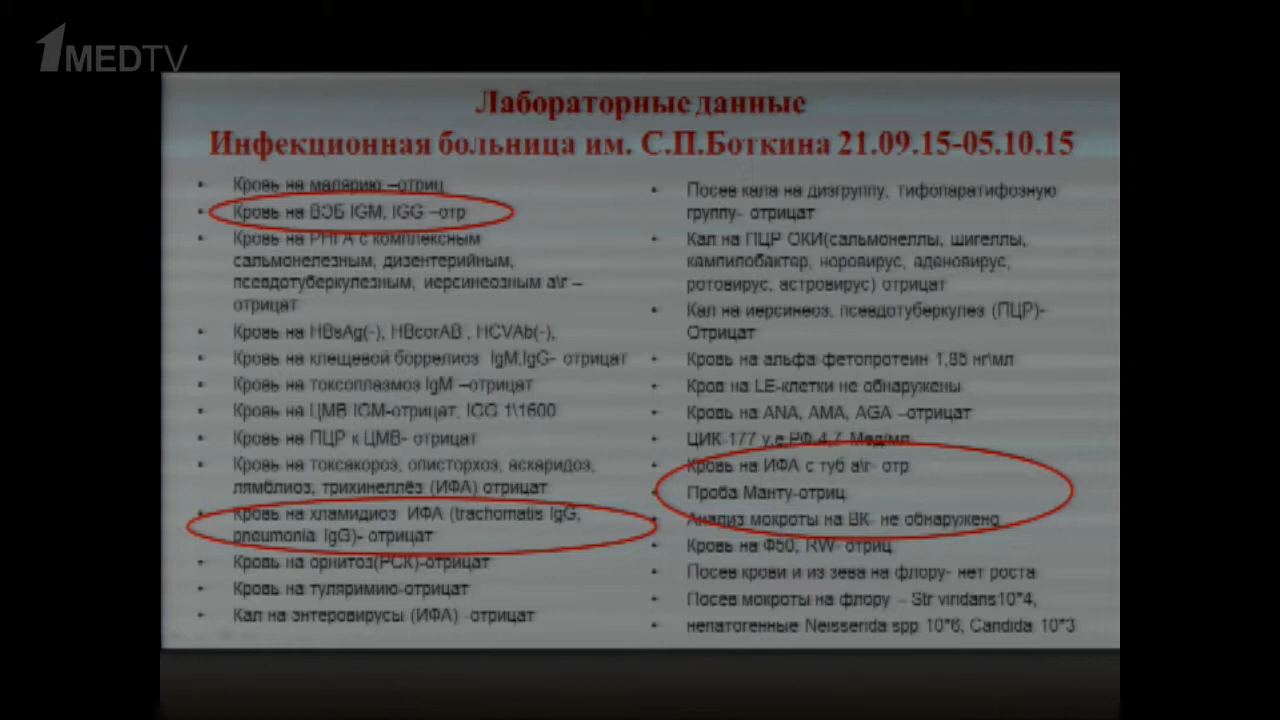 1MEDTV
Лабораторные данные
Инфекционная больница им. С.П.Боткина 21.09.15-05.10.15
• Кровь на малярию –отриц
• Кровь на ВЭБ IGM, IGG –отр
• Кровь на РНГА с комплексным
сальмонелезным, дизентерийным,
псевдотуберкулезным, иерсинеозным а\г –
отрицат
• Кровь на HBsAg(-), HBcorAB , HCVAb(-),
• Кровь на клещевой боррелиоз IgM,IgG- отрицат
• Кровь на токсоплазмоз IgM –отрицат
• Кровь на ЦМВ IGM-отрицат, IGG 1\1600
• Кровь на ПЦР к ЦМВ- отрицат
• Кровь на токсакороз, описторхоз, аскаридоз,
лямблиоз, трихинеллёз (ИФА) отрицат
• Кровь на хламидиоз ИФА (trachomatis IgG,
pneumonia IgG)- отрицат
• Кровь на орнитоз(РСК)-отрицат
• Кровь на туляримию-отрицат
• Кал на энтеровирусы (ИФА) -отрицат
• Посев кала на дизгруппу, тифопаратифозную
группу- отрицат
• Кал на ПЦР ОКИ(сальмонеллы, шигеллы,
кампилобактер, норовирус, аденовирус,
ротовирус, астровирус) отрицат
• Кал на иерсинеоз, псевдотуберкулез (ПЦР)-
Отрицат
• Кровь на альфа фетопротеин 1,85 нг\мл
• Кров на LE-клетки не обнаружены
• Кровь на ANA, AMA, AGA –отрицат
• ЦИК 177 у.е.РФ 4,7 Мед/мл
• Кровь на ИФА с туб а\г- отр
• Проба Манту-отриц
• Анализ мокроты на ВК- не обнаружено
• Кровь на Ф50, RW- отриц
• Посев крови и из зева на флору- нет роста
• Посев мокроты на флору – Str viridans10*4,
• непатогенные Neisserida spp 10*6, Candida 10*3